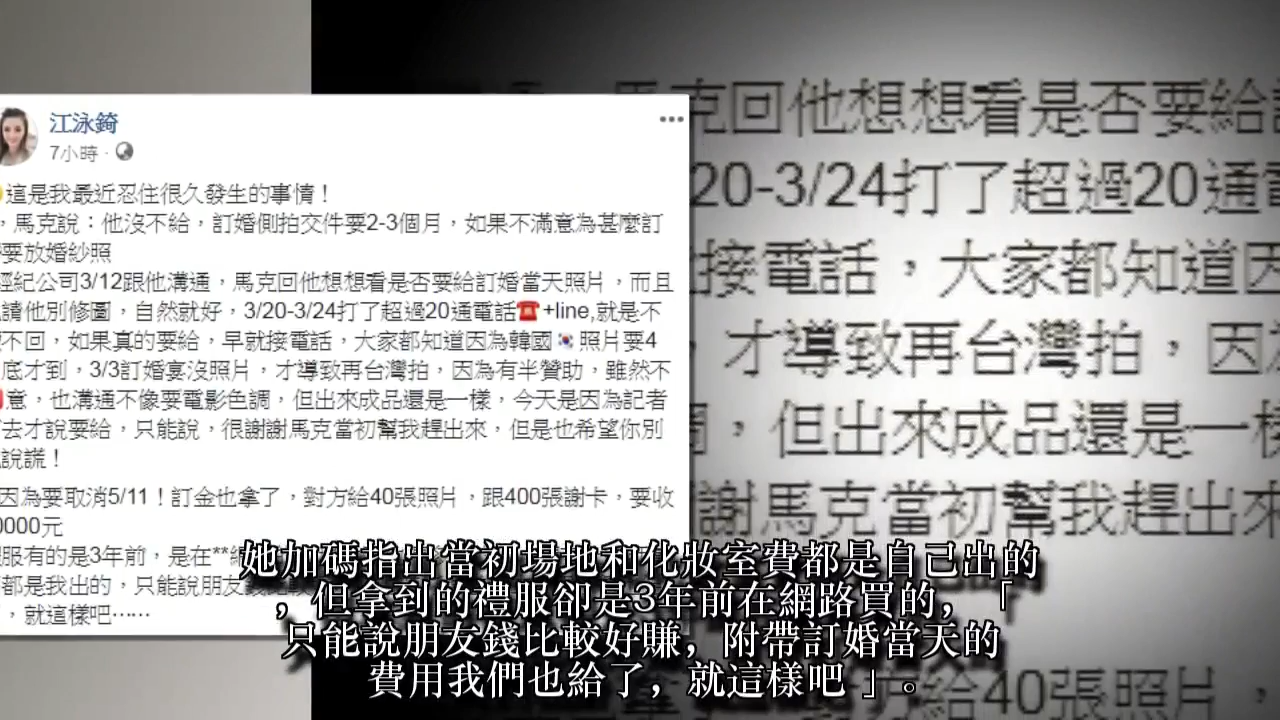 江泳錡
7小時
這是我最近忍住很久發生的事情!
,馬克說:他沒不給,訂婚側拍交件要2-3個月,如果不滿意為甚麼訂
要放婚紗照
經紀公司3/12跟他溝通,馬克回他想想看是否要給訂婚當天照片,而且
請他別修圖,自然就好,3/20-3/24打了超過20通電話☎️+line,就是不
不回,如果真的要給,早就接電話,大家都知道因為韓國🇰🇷照片要4
底才到,3/3訂婚宴沒照片,才導致再台灣拍,因為有半贊助,雖然不
意,也溝通不像要電影色調,但出來成品還是一樣,今天是因為記者
去才說要給,只能說,很謝謝馬克當初幫我趕出來,但是也希望你別
說謊!
因為要取消5/11!訂金也拿了,對方給40張照片,跟400張謝卡,要收
0000元
服有的是3年前,是在**
都是我出的,只能說朋友
,就這樣吧⋯⋯
馬克回他想想看是否要給
20-3/24打了超過20通
接電話,大家都知道因
,才導致再台灣拍,因
,但出來成品還是一樣
謝馬克當初幫我趕出來
給40張照片,
她加碼指出當初場地和化妝室費都是自己出的
,但拿到的禮服卻是3年前在網路買的,「
只能說朋友錢比較好賺,附帶訂婚當天的
費用我們也給了,就這樣吧 」。